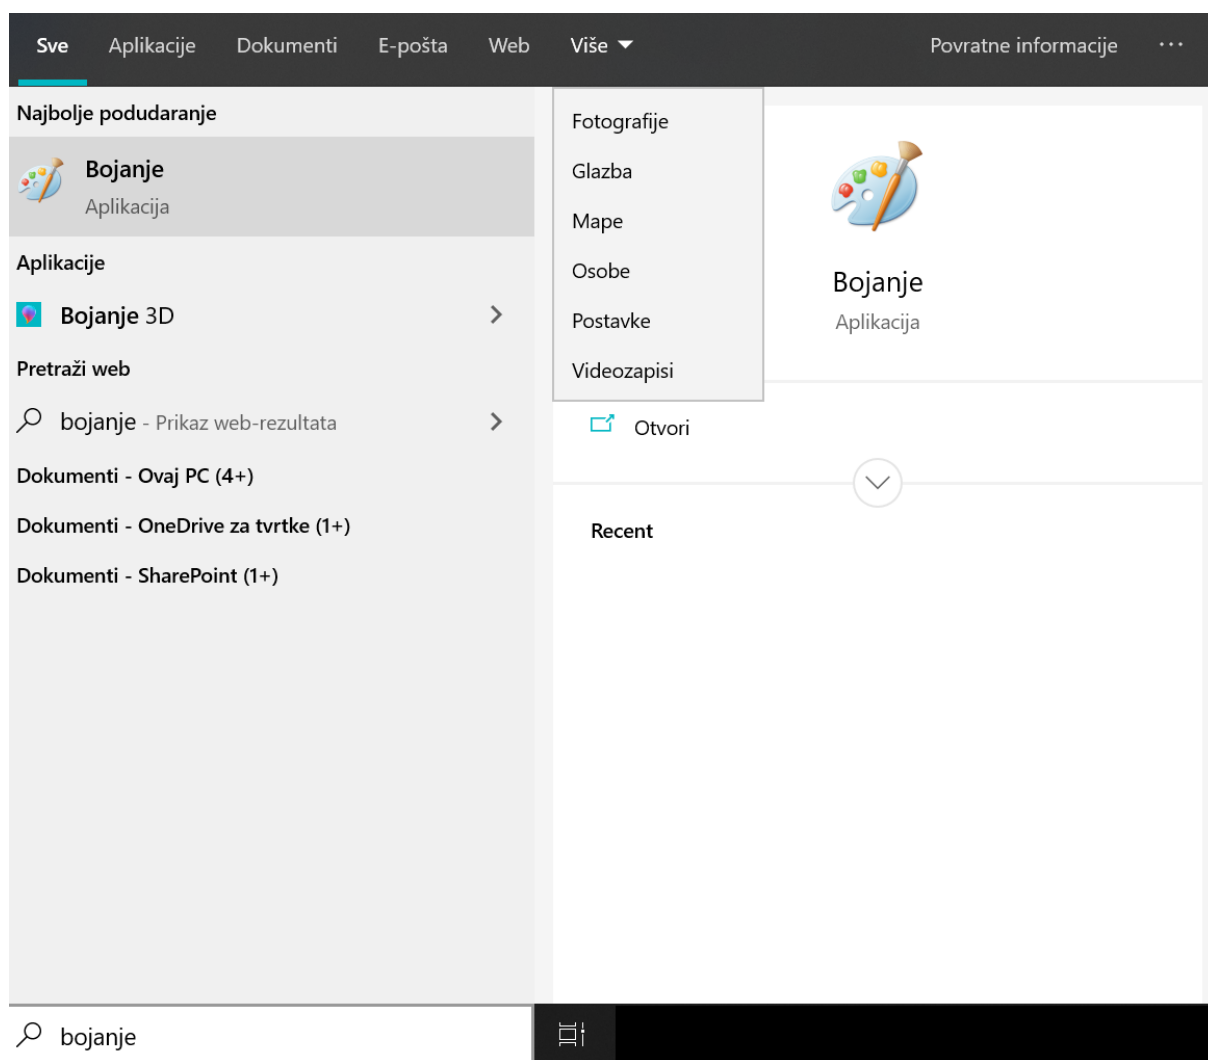 Sve Aplikacije Dokumenti E-pošta Web Više Povratne informacije ...
Najbolje podudaranje
Bojanje
Aplikacija
Aplikacije
Bojanje 3D
Pretraži web
bojanje - Prikaz web-rezultata
Dokumenti - Ovaj PC (4+)
Dokumenti - OneDrive za tvrtke (1+)
Dokumenti - SharePoint (1+)
Fotografije
Glazba
Mape
Osobe
Postavke
Videozapisi
Bojanje
Aplikacija
Otvori
Recent
bojanje